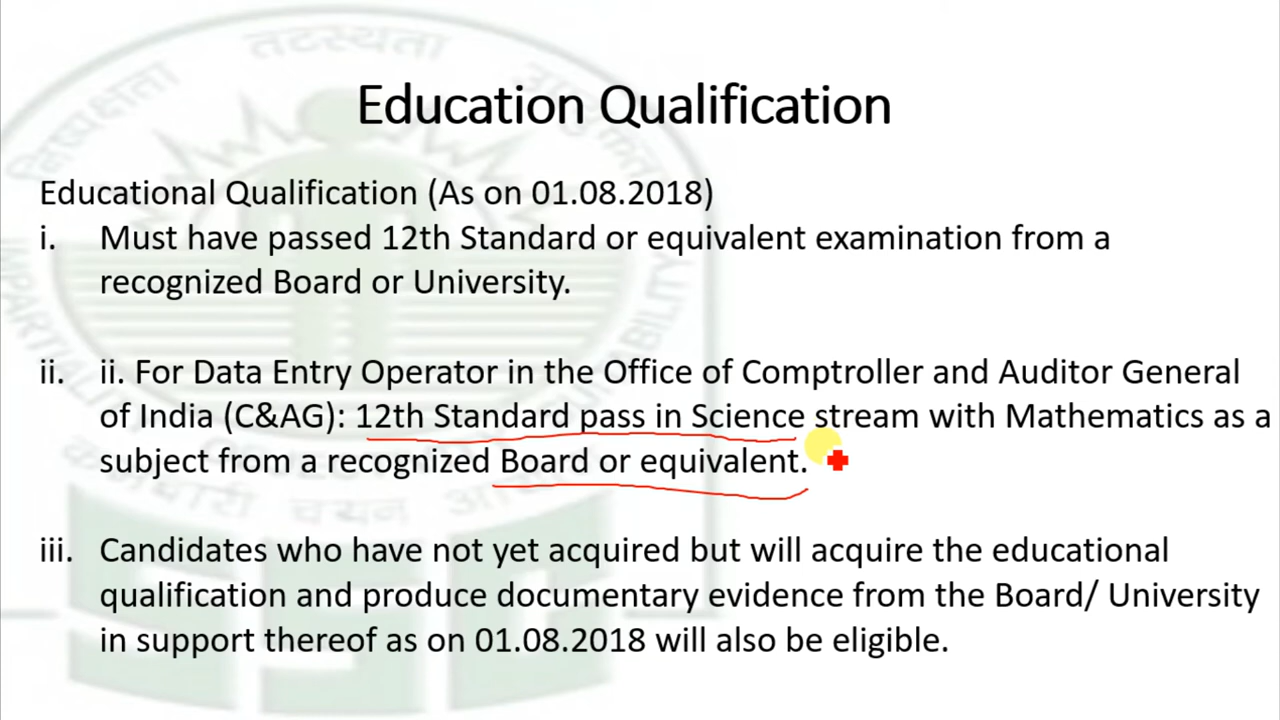 Education Qualification
Educational Qualification (As on 01.08.2018)
i. Must have passed 12th Standard or equivalent examination from a
recognized Board or University.
ii. ii. For Data Entry Operator in the Office of Comptroller and Auditor General
of India (C&AG): 12th Standard pass in Science stream with Mathematics as a
subject from a recognized Board or equivalent.
iii. Candidates who have not yet acquired but will acquire the educational
qualification and produce documentary evidence from the Board/ University
in support thereof as on 01.08.2018 will also be eligible.
तटस्थता
निष्पक्षता